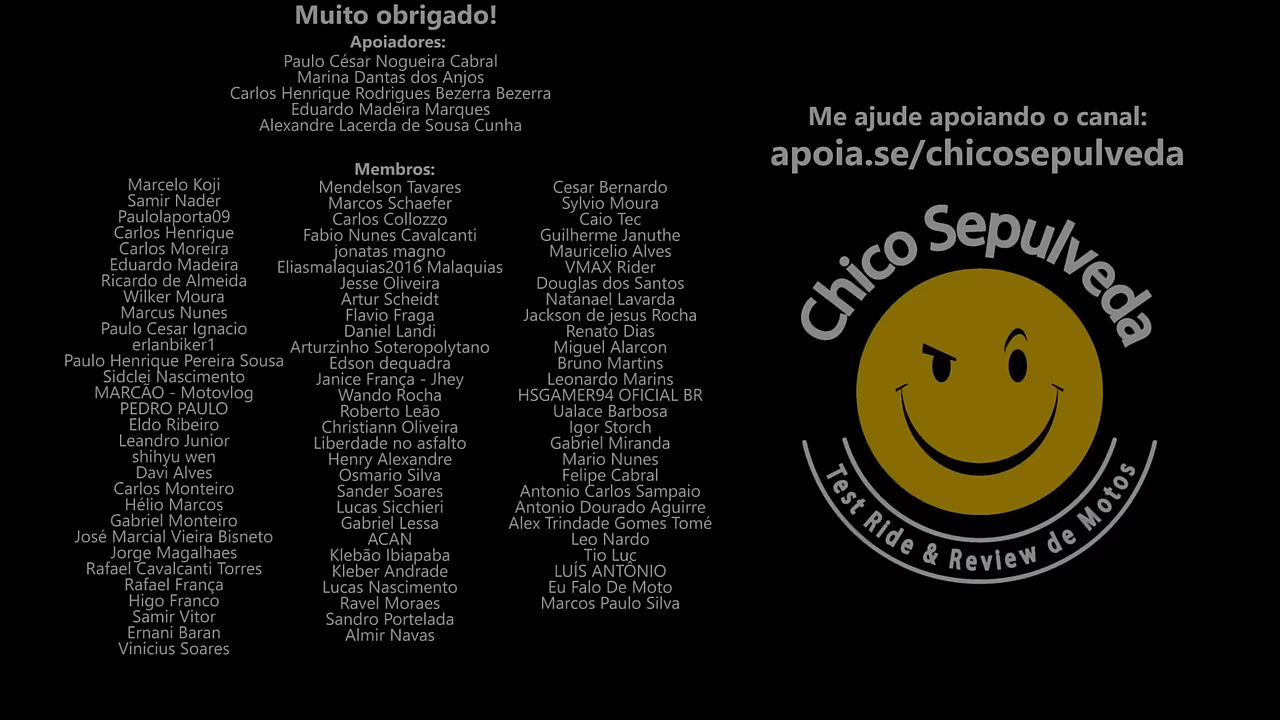 Muito obrigado!
Apoiadores:
Paulo César Nogueira Cabral
Marina Dantas dos Anjos
Carlos Henrique Rodrigues Bezerra Bezerra
Eduardo Madeira Marques
Alexandre Lacerda de Sousa Cunha
Membros:
Marcelo Koji
Samir Nader
Paulolaporta09
Carlos Henrique
Carlos Moreira
Eduardo Madeira
Ricardo de Almeida
Wilker Moura
Marcus Nunes
Paulo Cesar Ignacio
erlanbiker1
Paulo Henrique Pereira Sousa
Sidclei Nascimento
MARCÃO - Motovlog
PEDRO PAULO
Eldo Ribeiro
Leandro Junior
shihyu wen
Davi Alves
Carlos Monteiro
Hélio Marcos
Gabriel Monteiro
José Marcial Vieira Bisneto
Jorge Magalhaes
Rafael Cavalcanti Torres
Rafael França
Higo Franco
Samir Vitor
Ernani Baran
Vinicius Soares
Mendelson Tavares
Marcos Schaefer
Carlos Collozzo
Fabio Nunes Cavalcanti
jonatas magno
Eliasmalaquias2016 Malaquias
Jesse Oliveira
Artur Scheidt
Flavio Fraga
Daniel Landi
Arturzinho Soteropolytano
Edson dequadra
Janice França - Jhey
Wando Rocha
Roberto Leão
Christiann Oliveira
Liberdade no asfalto
Henry Alexandre
Osmario Silva
Sander Soares
Lucas Sicchieri
Gabriel Lessa
ACAN
Klebão Ibiapaba
Kleber Andrade
Lucas Nascimento
Ravel Moraes
Sandro Portelada
Almir Navas
Cesar Bernardo
Sylvio Moura
Caio Tec
Guilherme Januthe
Mauricelio Alves
VMAX Rider
Douglas dos Santos
Natanael Lavarda
Jackson de jesus Rocha
Renato Dias
Miguel Alarcon
Bruno Martins
Leonardo Marins
HSGAMER94 OFICIAL BR
Ualace Barbosa
Igor Storch
Gabriel Miranda
Mario Nunes
Felipe Cabral
Antonio Carlos Sampaio
Antonio Dourado Aguirre
Alex Trindade Gomes Tomé
Leo Nardo
Tio Luc
LUÍS ANTÔNIO
Eu Falo De Moto
Marcos Paulo Silva
Me ajude apoiando o canal:
apoia.se/chicosepulveda
Chico Sepulveda
Test Ride & Review de Motos